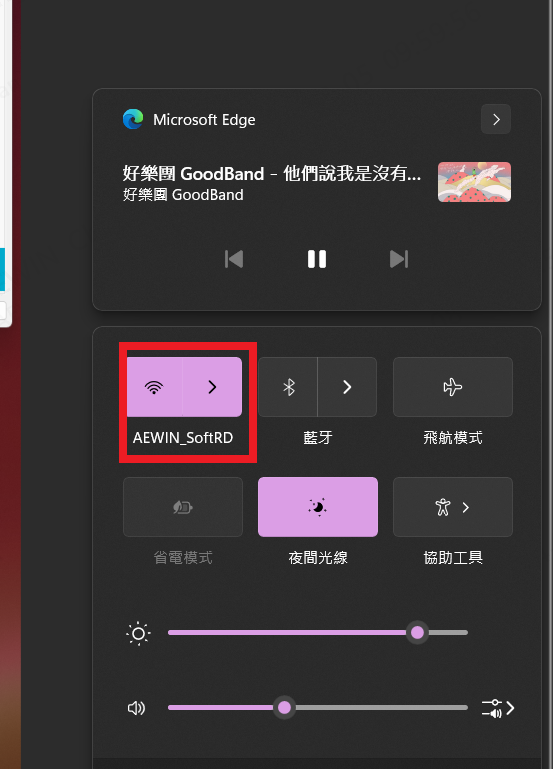 Microsoft Edge
好樂團 GoodBand - 他們說我是沒有...
好樂團 GoodBand
AEWIN_SoftRD
藍牙
飛航模式
省電模式
夜間光線
協助工具